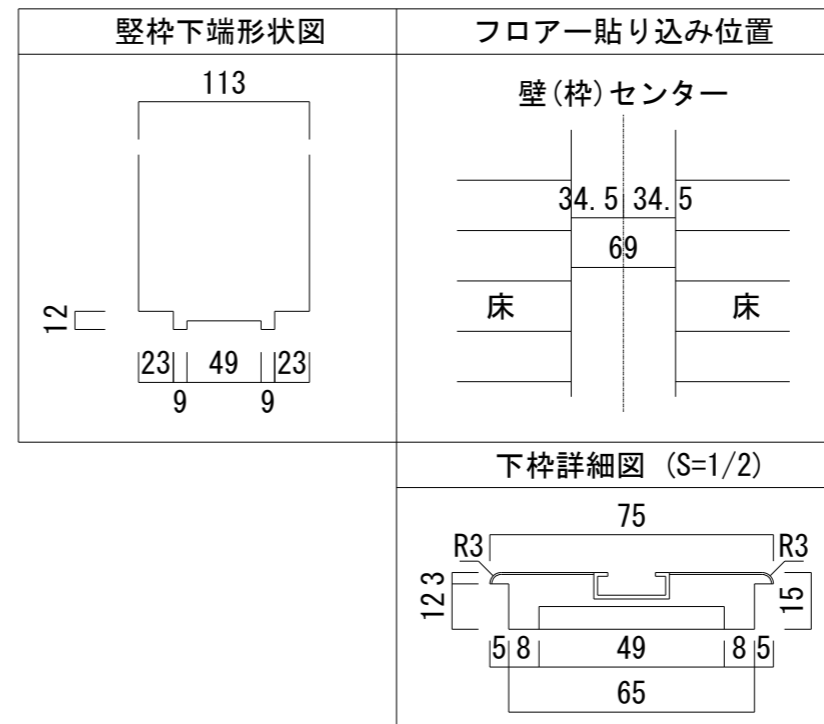 竪枠下端形状図
113
12
23 49 23
9 9
フロアー貼り込み位置
壁(枠)センター
34.5 34.5
69
床 床
下枠詳細図 (S=1/2)
75
R3 R3
3
12
15
5 8 49 8 5
65